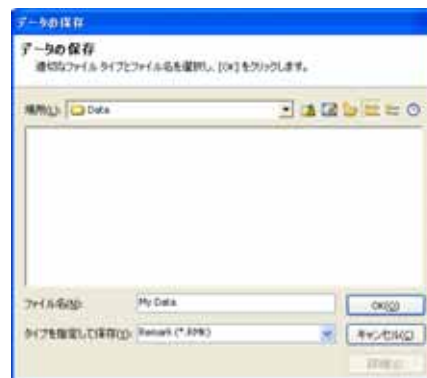 データの保存
データの保存
適切なファイル タイプとファイル名を選択し、[OK] をクリックします。
場所(L): Data
ファイル名(N): My Data
OK(O)
タイプを指定して保存(T): Remark (*.RMK)
キャンセル(C)